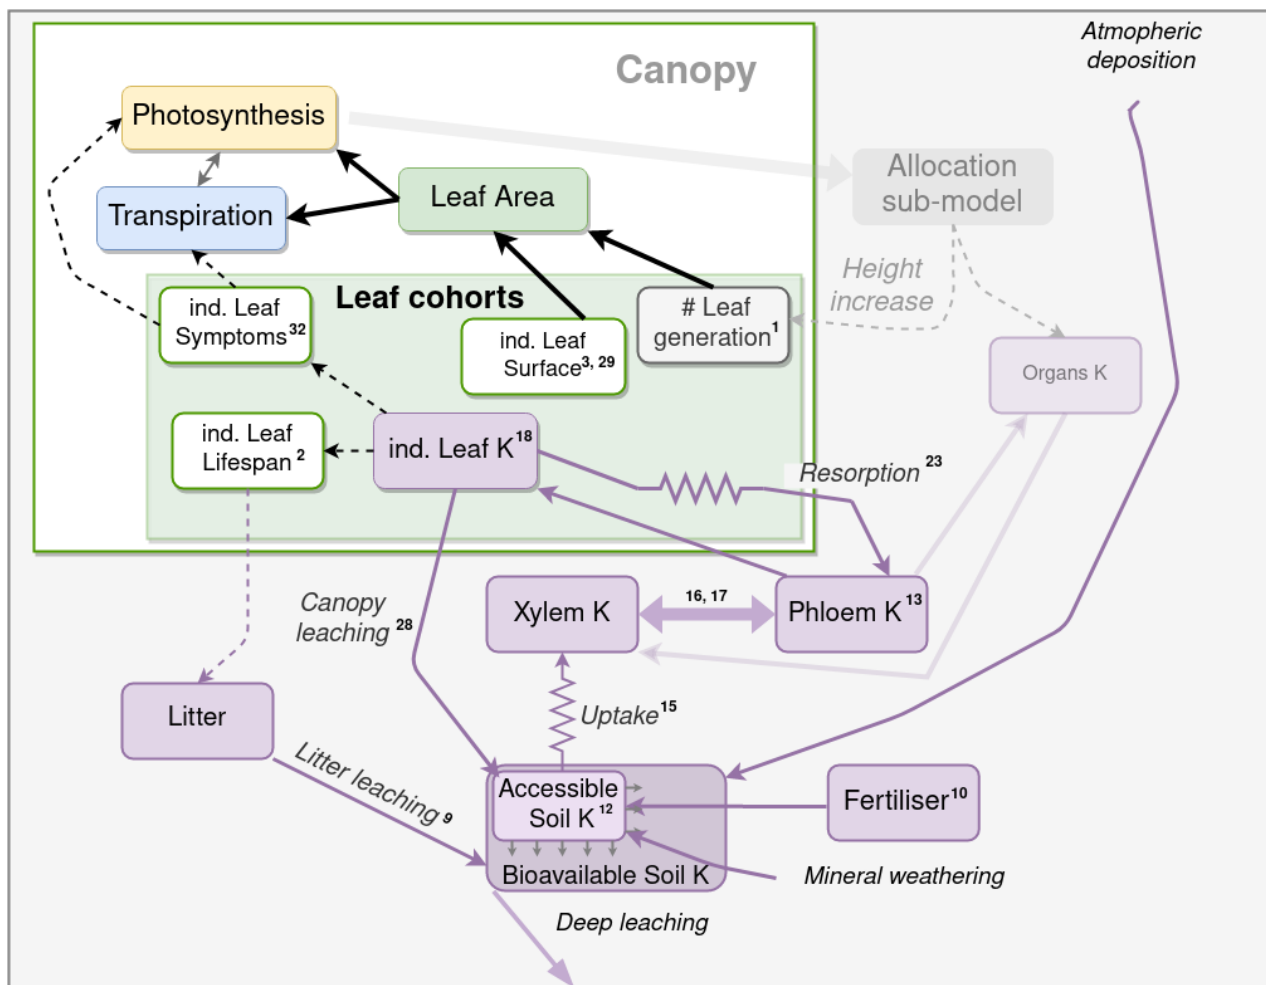 Atmopheric
deposition
Canopy
Photosynthesis
Allocation
sub-model
Leaf Area
Transpiration
Height
increase
Leaf cohorts
ind. Leaf
Symptoms32
# Leaf
generation1
ind. Leaf
Surface3, 29
Organs K
ind. Leaf
Lifespan 2
ind. Leaf K18
Resorption 23
Canopy
leaching 28
Xylem K
16, 17
Phloem K13
Litter
Uptake15
Litter leaching 9
Accessible
Soil K12
Fertiliser10
Bioavailable Soil K
Mineral weathering
Deep leaching